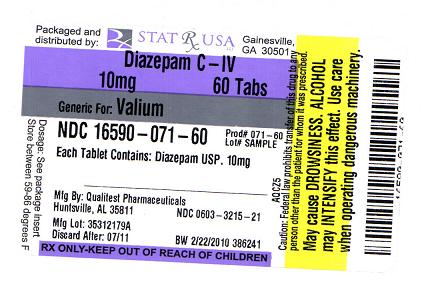 Packaged and
distributed by:
STAT Rx USA
LLC
Gainesville,
GA 30501
Diazepam C-IV
10mg 60 Tabs
Generic For: Valium
NDC 16590-071-60
Prod# 071-60
Lot# SAMPLE
Each Tablet Contains: Diazepam USP. 10mg
Mfg By: Qualitest Pharmaceuticals
Huntsville, AL 35811
NDC 0603-3215-21
Mfg Lot: 35312179A
Discard After: 07/11
BW 2/22/2010 386241
RX ONLY-KEEP OUT OF REACH OF CHILDREN
Dosage: See package insert
Store between 59-86 degrees F
AQCZ5
Caution: Federal law prohibits transfer of this drug to any
person other than the patient for whom it was prescribed.
May cause DROWSINESS. ALCOHOL
may INTENSIFY this effect. Use care
when operating dangerous machinery.